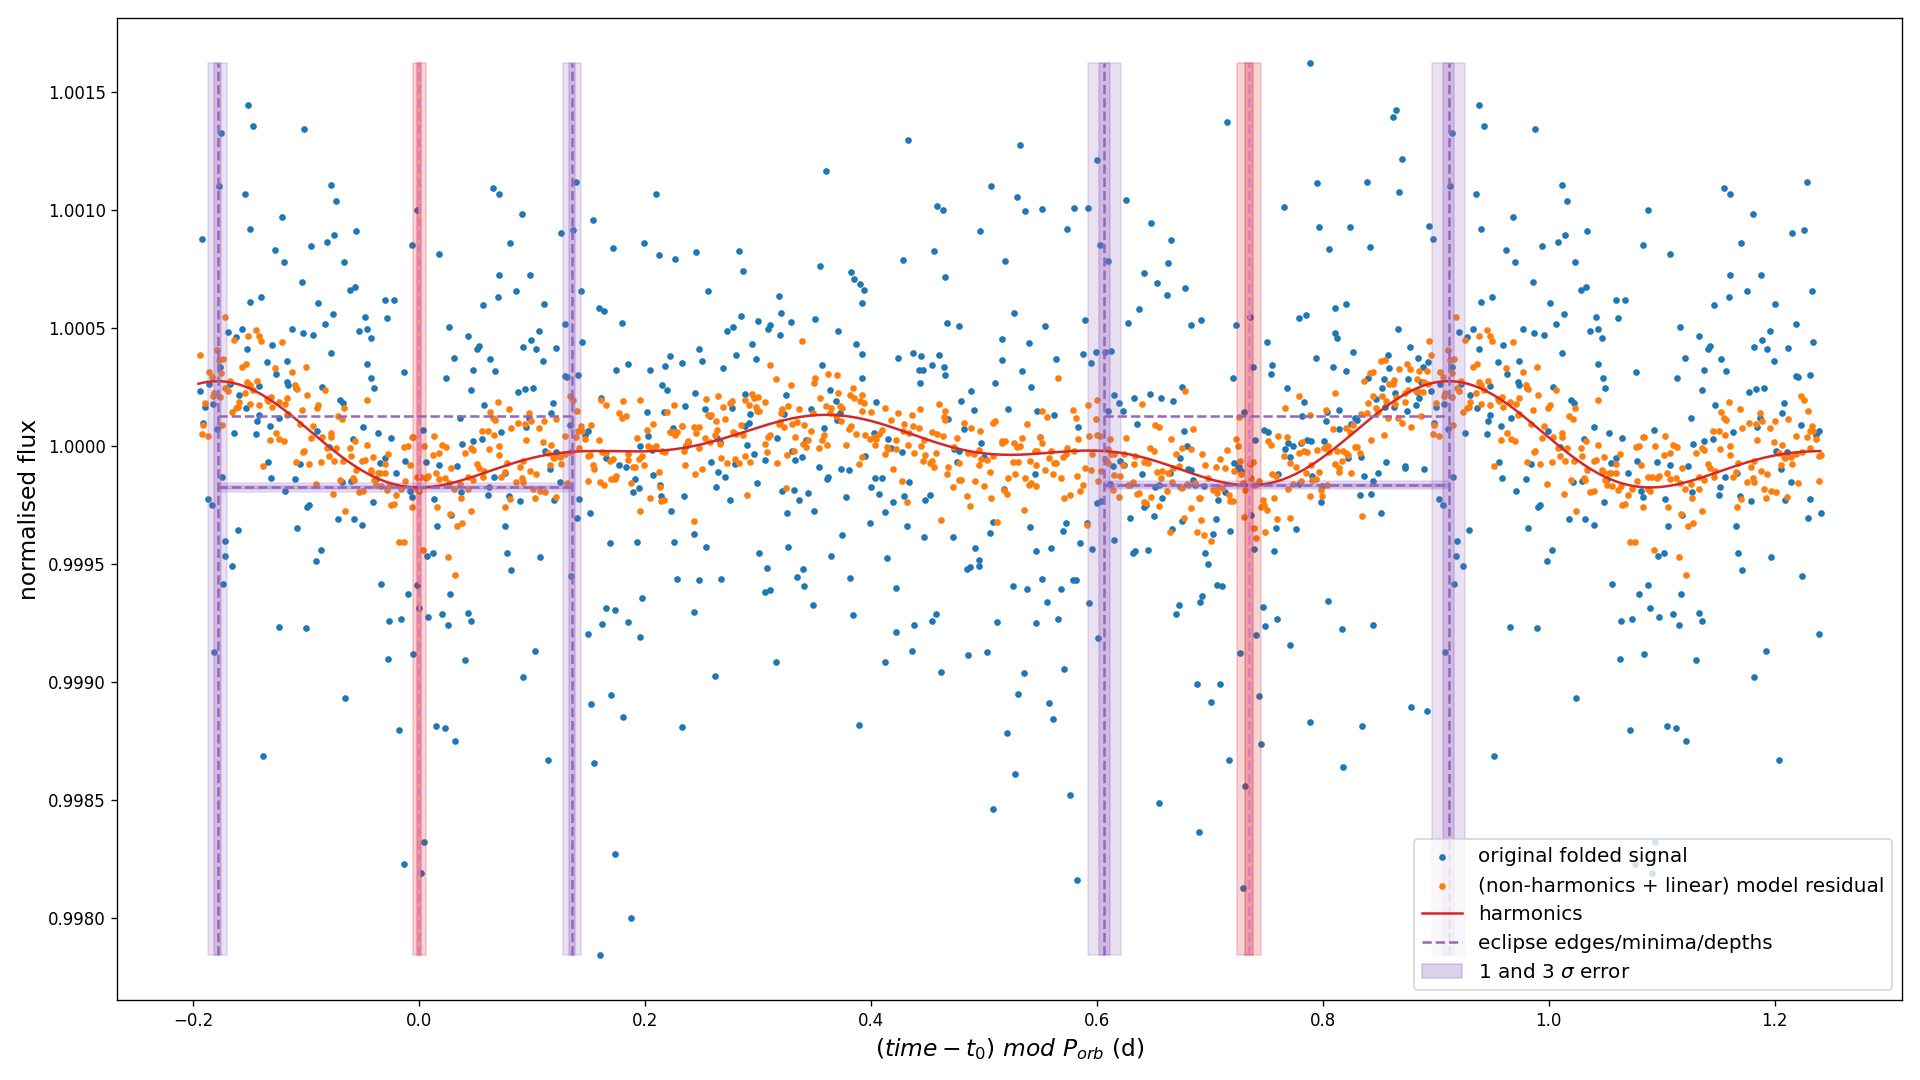 normalised flux
1.0015
1.0010
1.0005
1.0000
0.9995
0.9990
0.9985
0.9980
original folded signal
(non-harmonics + linear) model residual
harmonics
eclipse edges/minima/depths
1 and 3 σ error
−0.2 0.0 0.2 0.4 0.6 0.8 1.0 1.2
(time − t₀) mod Pₒᵣb (d)